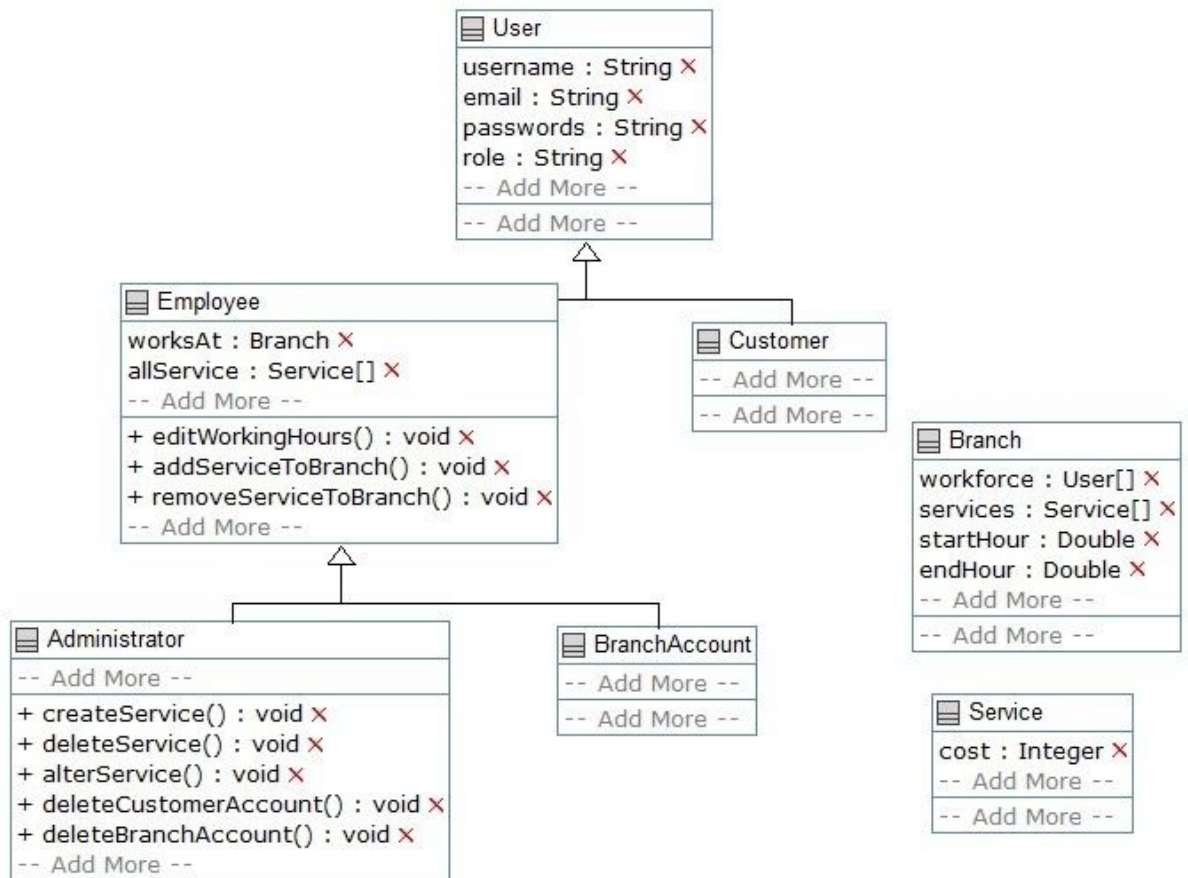 User
username : String
email : String
passwords : String
role : String
-- Add More --
-- Add More --
Employee
worksAt : Branch
allService : Service[]
-- Add More --
+ editWorkingHours() : void
+ addServiceToBranch() : void
+ removeServiceToBranch() : void
-- Add More --
Customer
-- Add More --
-- Add More --
Branch
workforce : User[]
services : Service[]
startHour : Double
endHour : Double
-- Add More --
-- Add More --
Administrator
-- Add More --
+ createService() : void
+ deleteService() : void
+ alterService() : void
+ deleteCustomerAccount() : void
+ deleteBranchAccount() : void
-- Add More --
BranchAccount
-- Add More --
-- Add More --
Service
cost : Integer
-- Add More --
-- Add More --